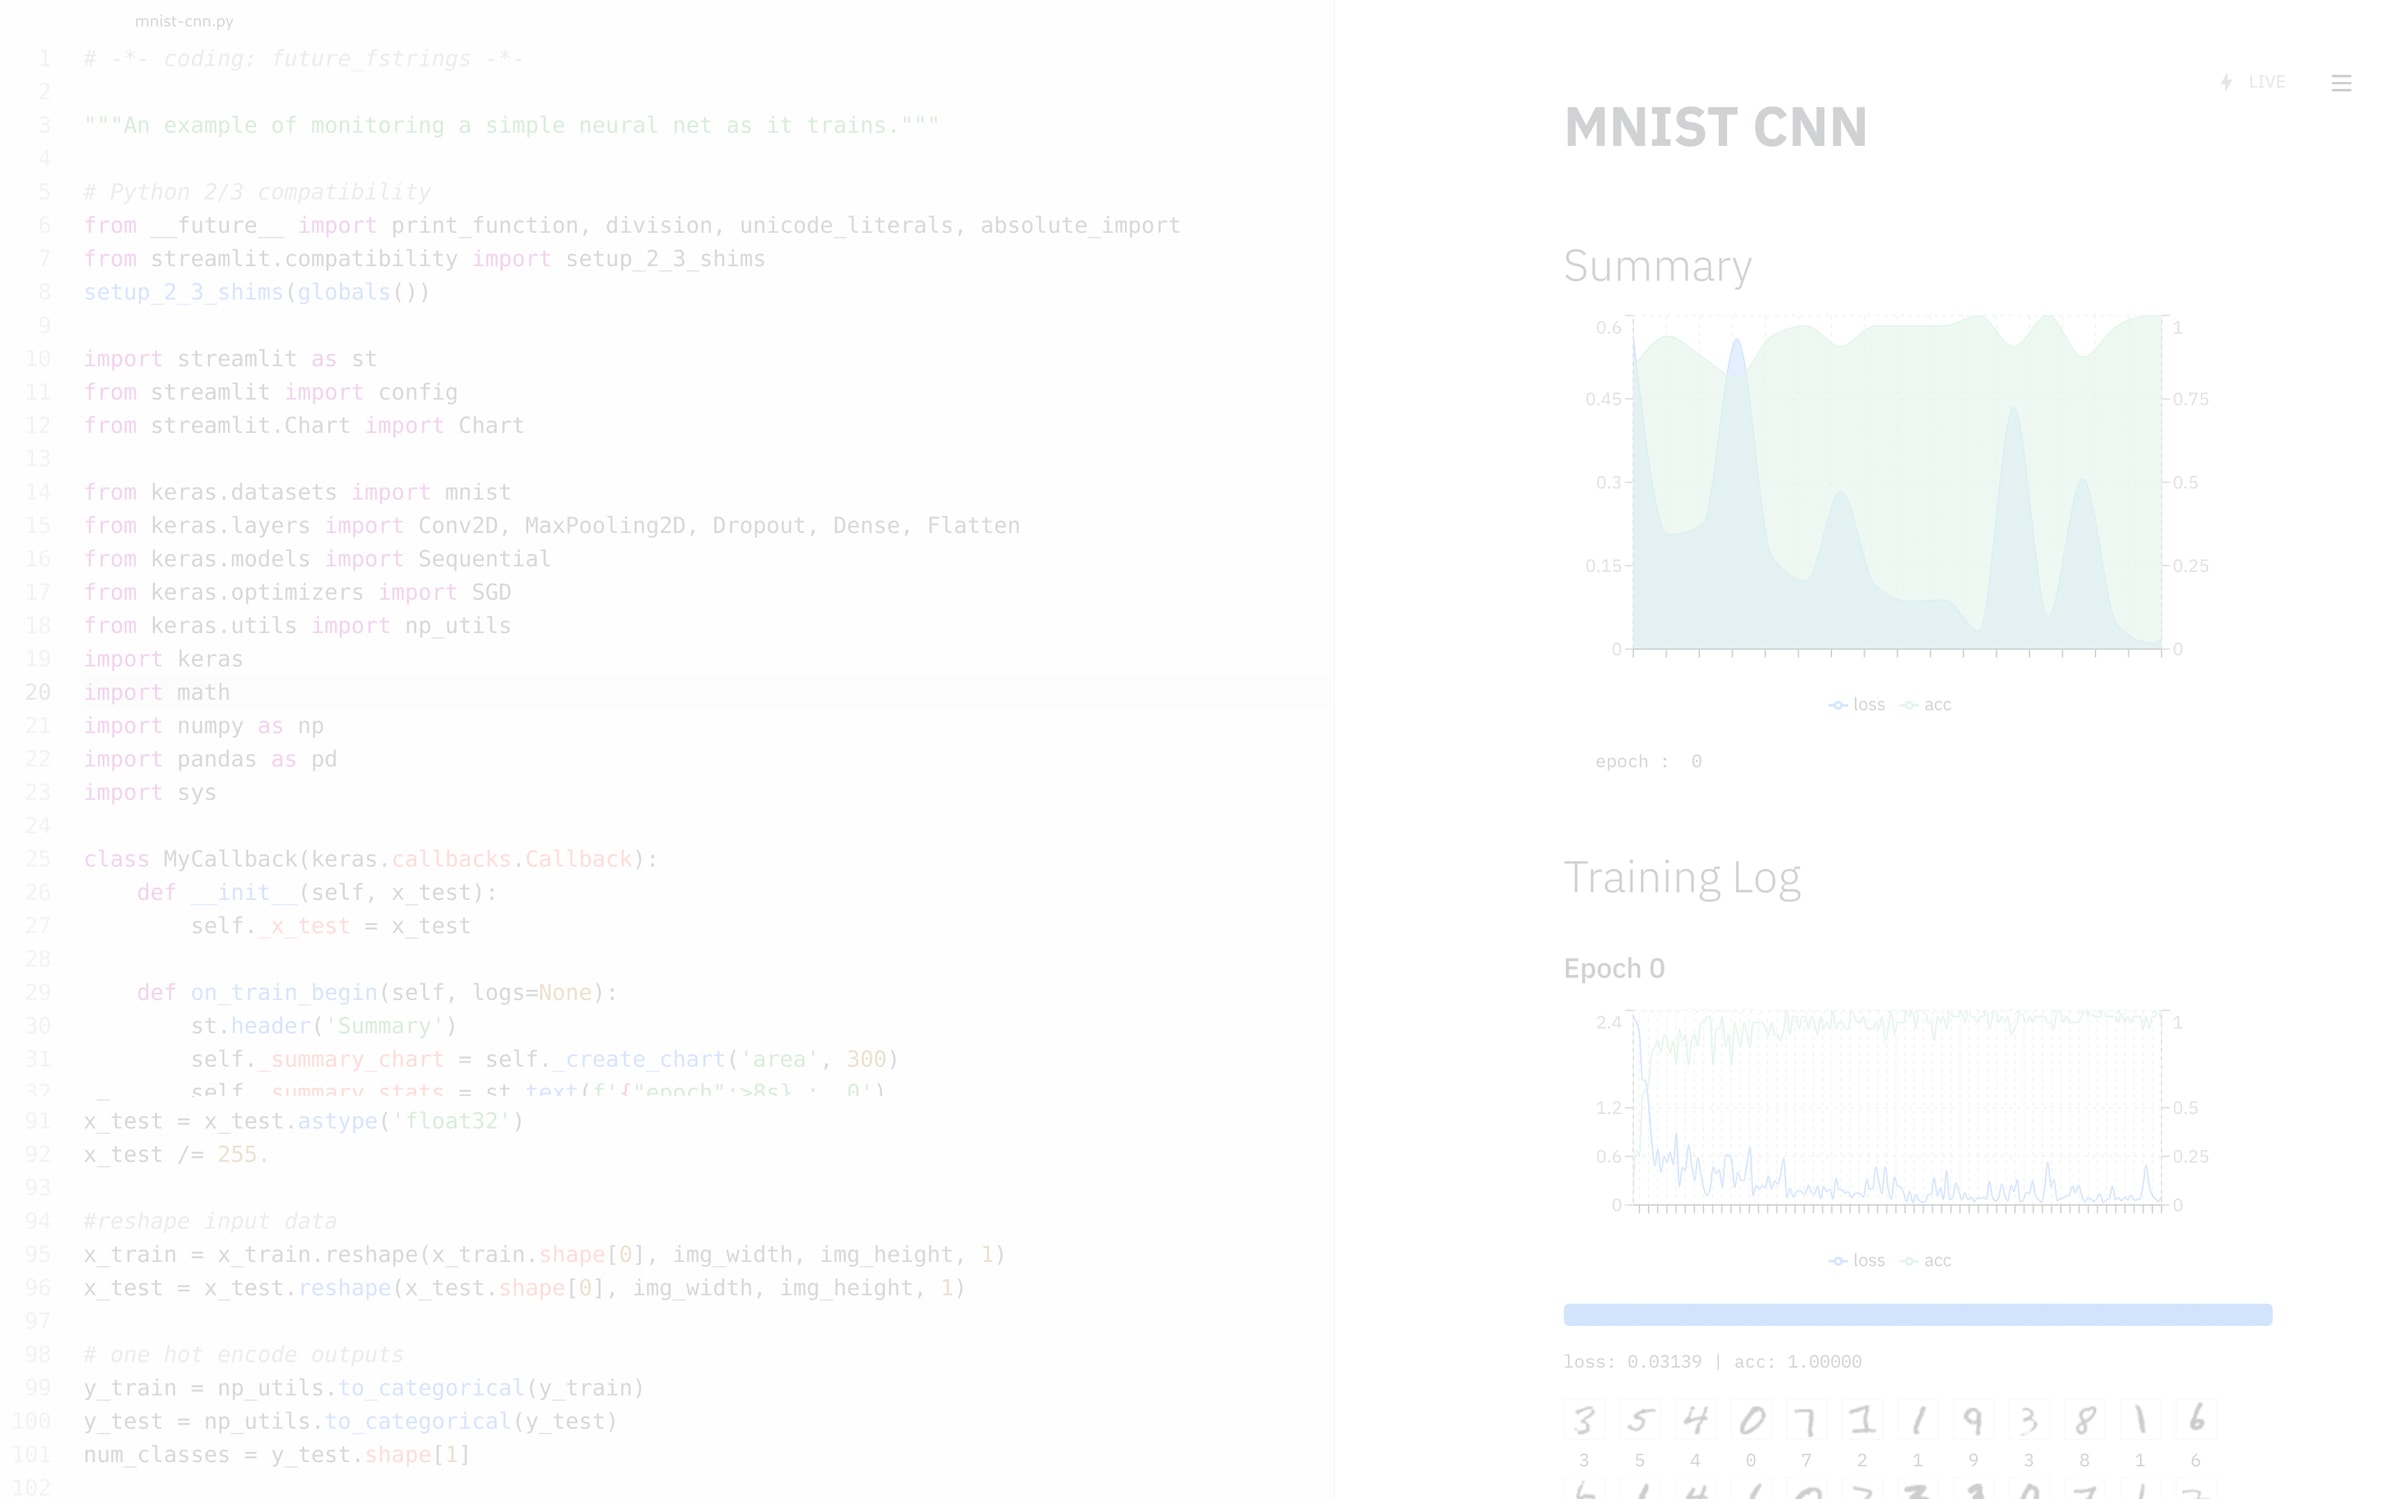 mnist-cnn.py
1 # -*- coding: future_fstrings -*-
2
3 """An example of monitoring a simple neural net as it trains."""
4
5 # Python 2/3 compatibility
6 from __future__ import print_function, division, unicode_literals, absolute_import
7 from streamlit.compatibility import setup_2_3_shims
8 setup_2_3_shims(globals())
9
10 import streamlit as st
11 from streamlit import config
12 from streamlit.Chart import Chart
13
14 from keras.datasets import mnist
15 from keras.layers import Conv2D, MaxPooling2D, Dropout, Dense, Flatten
16 from keras.models import Sequential
17 from keras.optimizers import SGD
18 from keras.utils import np_utils
19 import keras
20 import math
21 import numpy as np
22 import pandas as pd
23 import sys
24
25 class MyCallback(keras.callbacks.Callback):
26     def __init__(self, x_test):
27         self._x_test = x_test
28
29     def on_train_begin(self, logs=None):
30         st.header('Summary')
31         self._summary_chart = self._create_chart('area', 300)
32         self._summary_stats = st.text(f'{"epoch":>8s} :  0')
91 x_test = x_test.astype('float32')
92 x_test /= 255.
93
94 #reshape input data
95 x_train = x_train.reshape(x_train.shape[0], img_width, img_height, 1)
96 x_test = x_test.reshape(x_test.shape[0], img_width, img_height, 1)
97
98 # one hot encode outputs
99 y_train = np_utils.to_categorical(y_train)
100 y_test = np_utils.to_categorical(y_test)
101 num_classes = y_test.shape[1]
102
LIVE
MNIST CNN
Summary
0.6 1
0.45 0.75
0.3 0.5
0.15 0.25
0 0
loss acc
epoch :  0
Training Log
Epoch 0
2.4 1
1.2 0.5
0.6 0.25
0 0
loss acc
loss: 0.03139 | acc: 1.00000
3 5 4 0 7 2 1 9 3 8 1 6
3 5 4 0 7 2 1 9 3 8 1 6